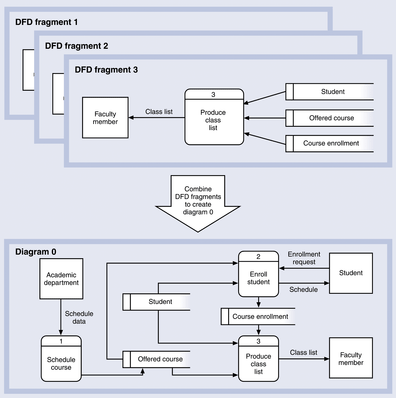 DFD fragment 1
DFD fragment 2
DFD fragment 3
3
Produce
class
list
Faculty
member
Class list
Student
Offered course
Course enrollment
Combine
DFD fragments
to create
diagram 0
Diagram 0
Academic
department
Schedule
data
1
Schedule
course
Student
Offered course
2
Enroll
student
Enrollment
request
Schedule
Student
Course enrollment
3
Produce
class
list
Class list
Faculty
member